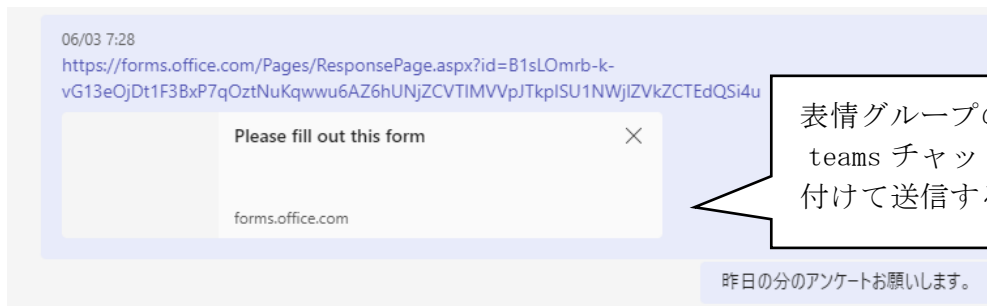 06/03 7:28
https://forms.office.com/Pages/ResponsePage.aspx?id=B1sLOmrb-k-
vG13eOjDt1F3BxP7qOztNuKqwwu6AZ6hUNjZCVTlMVVpJTkpISU1NWjlZVkZCTEdQSi4u
Please fill out this form
forms.office.com
表情グループ
teams チャッ
付けて送信す
昨日の分のアンケートお願いします。